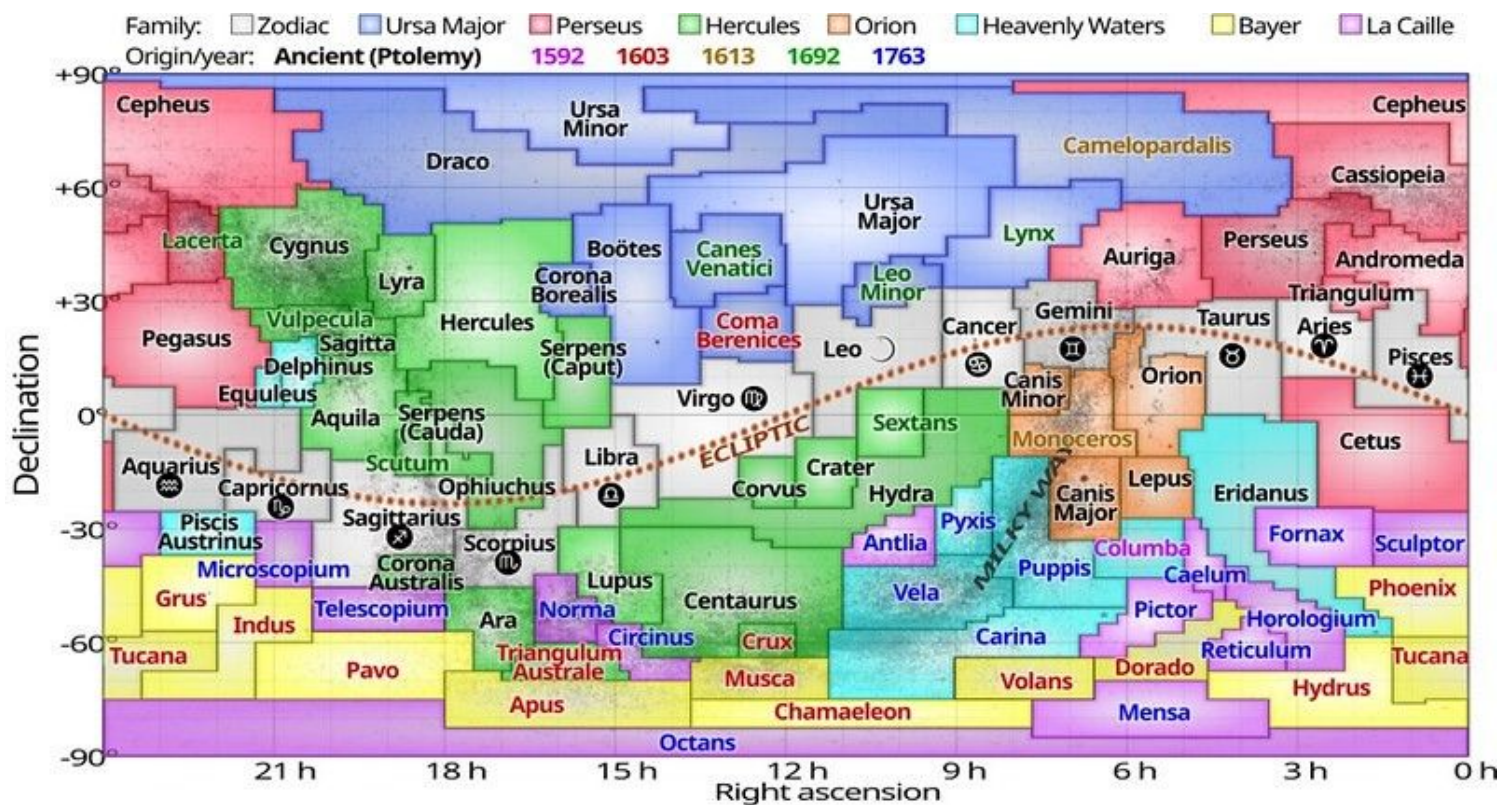 Family: Zodiac Ursa Major Perseus Hercules Orion Heavenly Waters Bayer La Caille
Origin/year: Ancient (Ptolemy) 1592 1603 1613 1692 1763
+90°
Cepheus
Ursa
Minor
Cepheus
Draco
Camelopardalis
Cassiopeia
+60°
Ursa
Major
Lacerta
Cygnus
Boötes
Canes
Venatici
Lynx
Auriga
Perseus
Andromeda
Lyra
Corona
Borealis
Leo
Minor
Triangulum
+30°
Pegasus
Vulpecula
Sagitta
Hercules
Serpens
(Caput)
Coma
Berenices
Leo
Cancer
Gemini
Taurus
Aries
Pisces
Delphinus
Equuleus
Aquila
Serpens
(Cauda)
Virgo
Canis
Minor
Orion
0°
Declination
ECLIPTIC
Sextans
Monoceros
Cetus
Aquarius
Capricornus
Scutum
Ophiuchus
Libra
Corvus
Crater
Hydra
MILKY WAY
Canis
Major
Lepus
Eridanus
-30°
Piscis
Austrinus
Sagittarius
Scorpius
Antlia
Pyxis
Puppis
Columba
Fornax
Sculptor
Microscopium
Corona
Australis
Lupus
Centaurus
Vela
Caelum
Phoenix
Grus
Indus
Telescopium
Ara
Norma
Circinus
Crux
Carina
Pictor
Horologium
Reticulum
-60°
Tucana
Pavo
Triangulum
Australe
Musca
Volans
Dorado
Tucana
Hydrus
Apus
Chamaeleon
Mensa
Octans
-90°
21 h 18 h 15 h 12 h 9 h 6 h 3 h 0 h
Right ascension